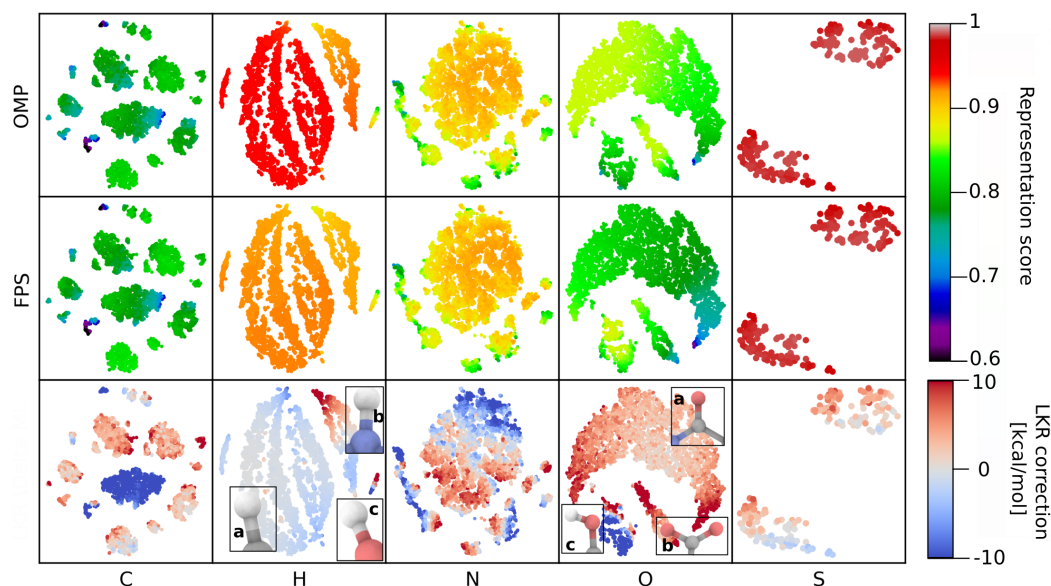 OMP
1
0.9
0.8
0.7
0.6
Representation score
FPS
a
b
c
a
b
c
10
0
-10
LKR correction
[kcal/mol]
C
H
N
O
S